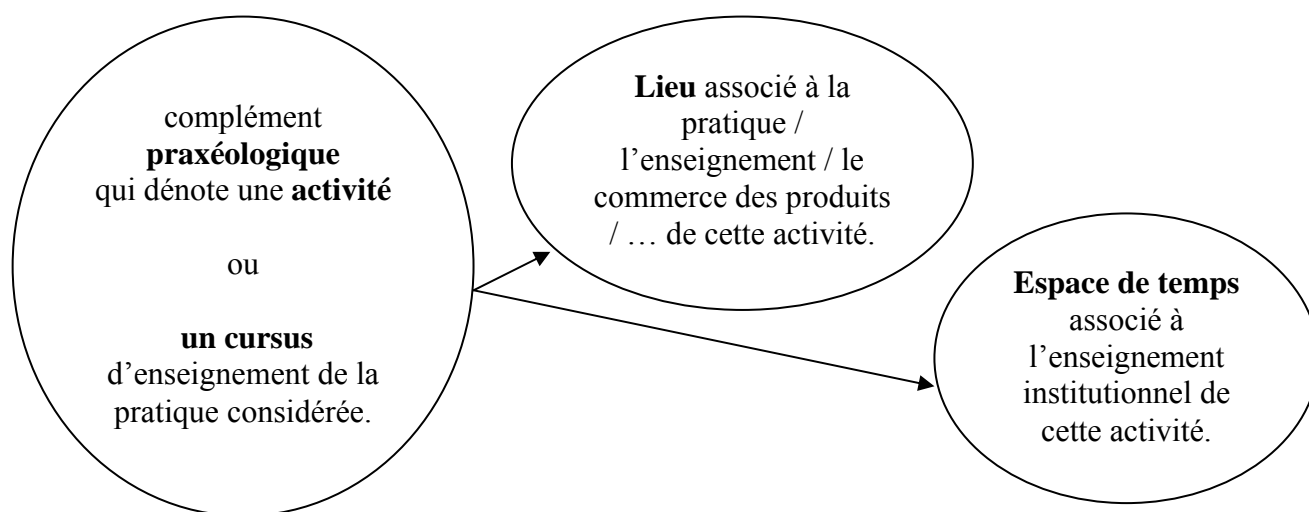 complément
praxéologique
qui dénote une activité
ou
un cursus
d’enseignement de la
pratique considérée.
Lieu associé à la
pratique /
l’enseignement / le
commerce des produits
/ … de cette activité.
Espace de temps
associé à
l’enseignement
institutionnel de
cette activité.